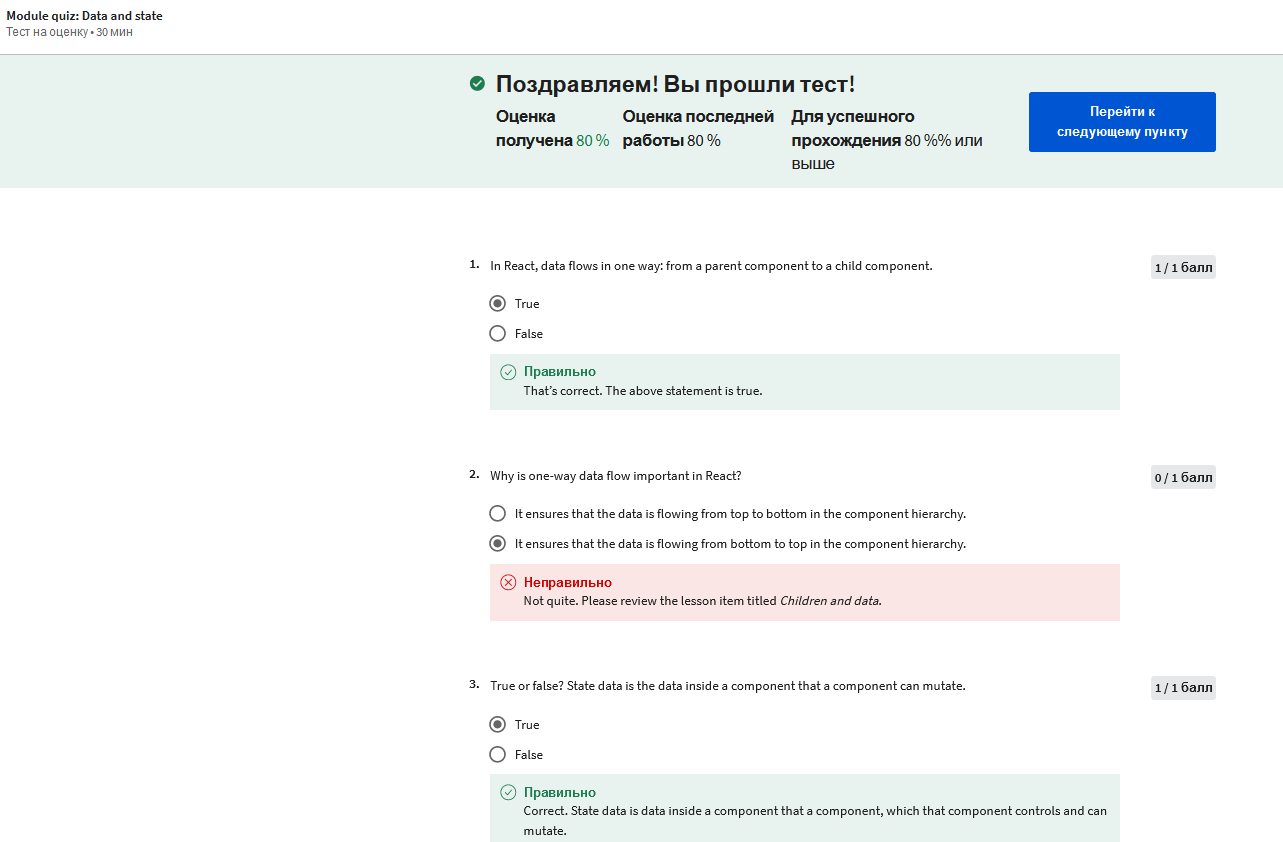 Module quiz: Data and state
Тест на оценку • 30 мин
Поздравляем! Вы прошли тест!
Оценка
получена 80 %
Оценка последней
работы 80 %
Для успешного
прохождения 80 %% или
выше
Перейти к
следующему пункту
1. In React, data flows in one way: from a parent component to a child component.
1 / 1 балл
True
False
Правильно
That's correct. The above statement is true.
2. Why is one-way data flow important in React?
0 / 1 балл
It ensures that the data is flowing from top to bottom in the component hierarchy.
It ensures that the data is flowing from bottom to top in the component hierarchy.
Неправильно
Not quite. Please review the lesson item titled Children and data.
3. True or false? State data is the data inside a component that a component can mutate.
1 / 1 балл
True
False
Правильно
Correct. State data is data inside a component that a component, which that component controls and can
mutate.